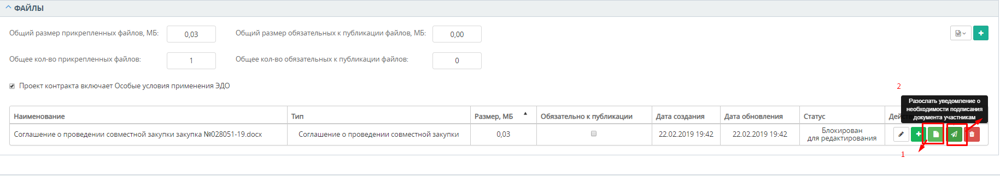 ФАЙЛЫ
Общий размер прикрепленных файлов, МБ: 0,03 Общий размер обязательных к публикации файлов, МБ: 0,00
Общее кол-во прикрепленных файлов: 1 Общее кол-во обязательных к публикации файлов: 0
Проект контракта включает Особые условия применения ЭДО
2
Разослать уведомление о
необходимости подписания
документа участникам
Наименование Тип Размер, МБ Обязательно к публикации Дата создания Дата обновления Статус
Соглашение о проведении совместной закупки закупка №028051-19.docx Соглашение о проведении совместной закупки 0,03 22.02.2019 19:42 22.02.2019 19:42 Блокирован
для редактирования
1